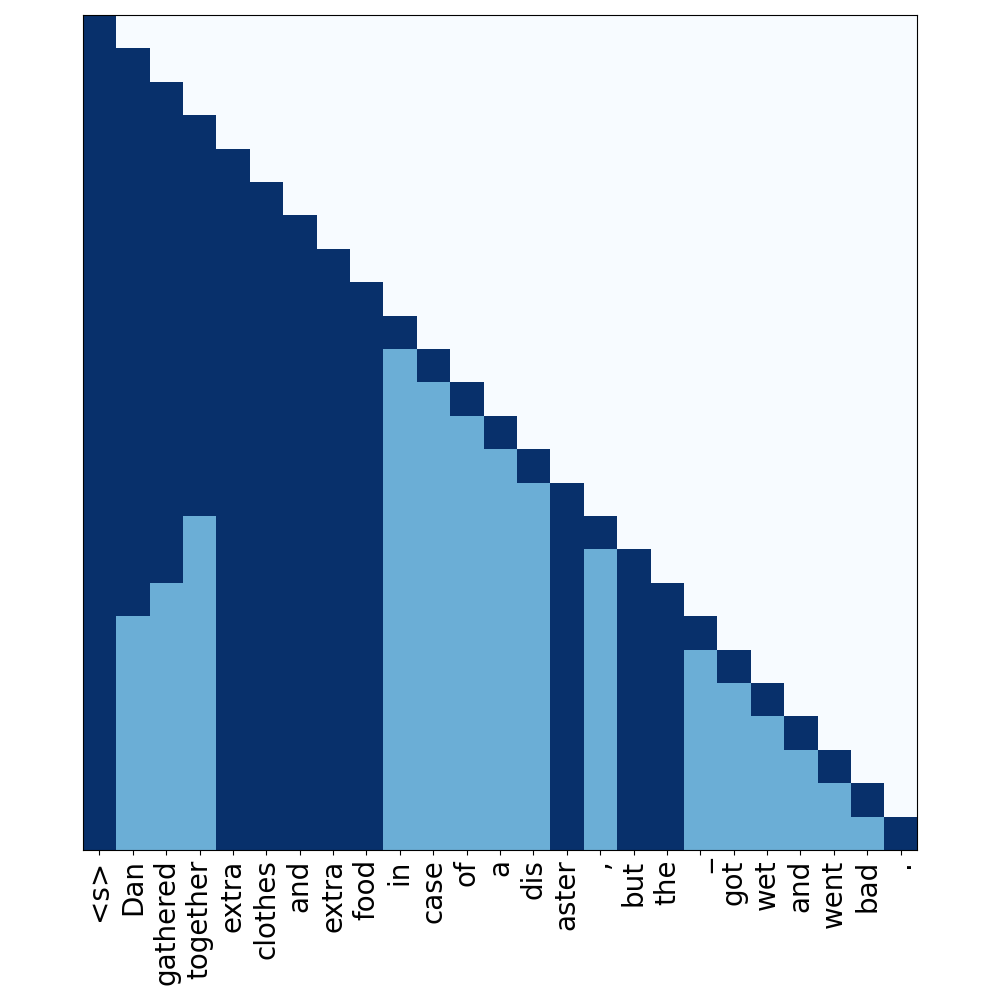 <s> Dan gathered together extra clothes and extra food in case of a dis aster , but the _ got wet and went bad .